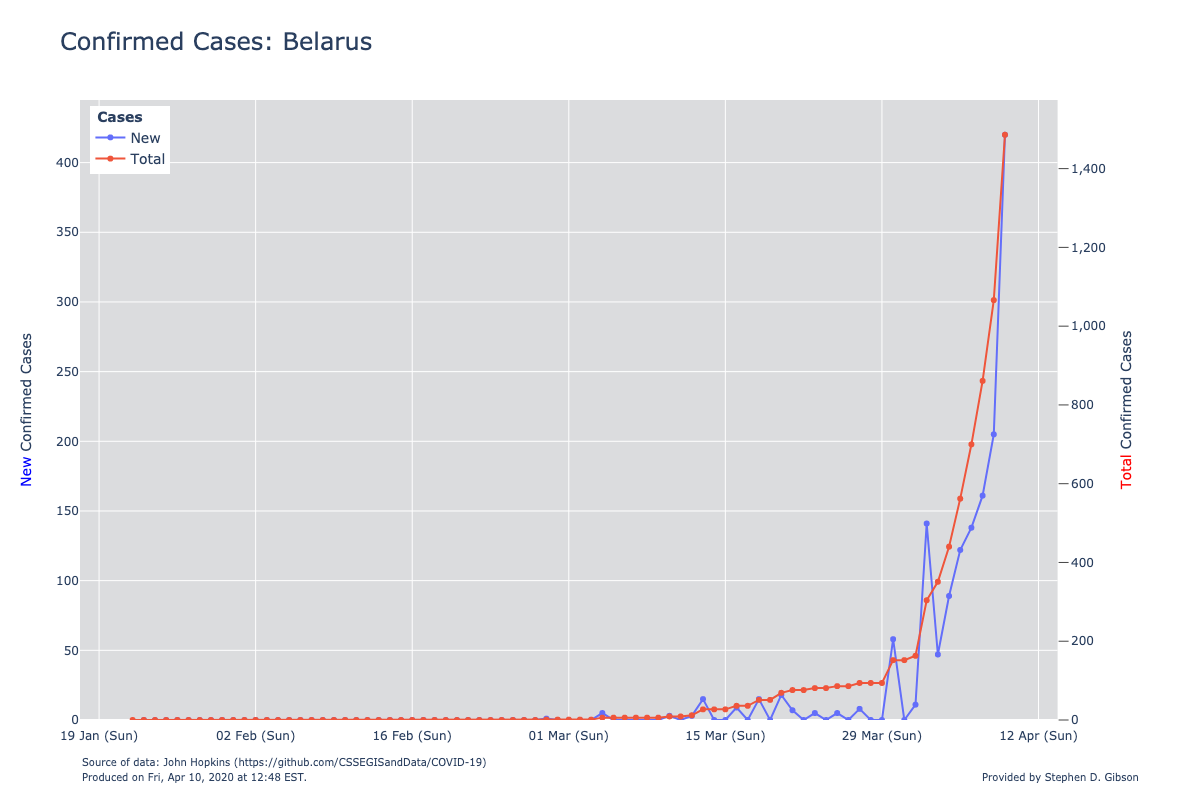 Confirmed Cases: Belarus
Cases
New
Total
400
350
300
250
200
150
100
50
0
New Confirmed Cases
1,400
1,200
1,000
800
600
400
200
0
Total Confirmed Cases
19 Jan (Sun) 02 Feb (Sun) 16 Feb (Sun) 01 Mar (Sun) 15 Mar (Sun) 29 Mar (Sun) 12 Apr (Sun)
Source of data: John Hopkins (https://github.com/CSSEGISandData/COVID-19)
Produced on Fri, Apr 10, 2020 at 12:48 EST.
Provided by Stephen D. Gibson